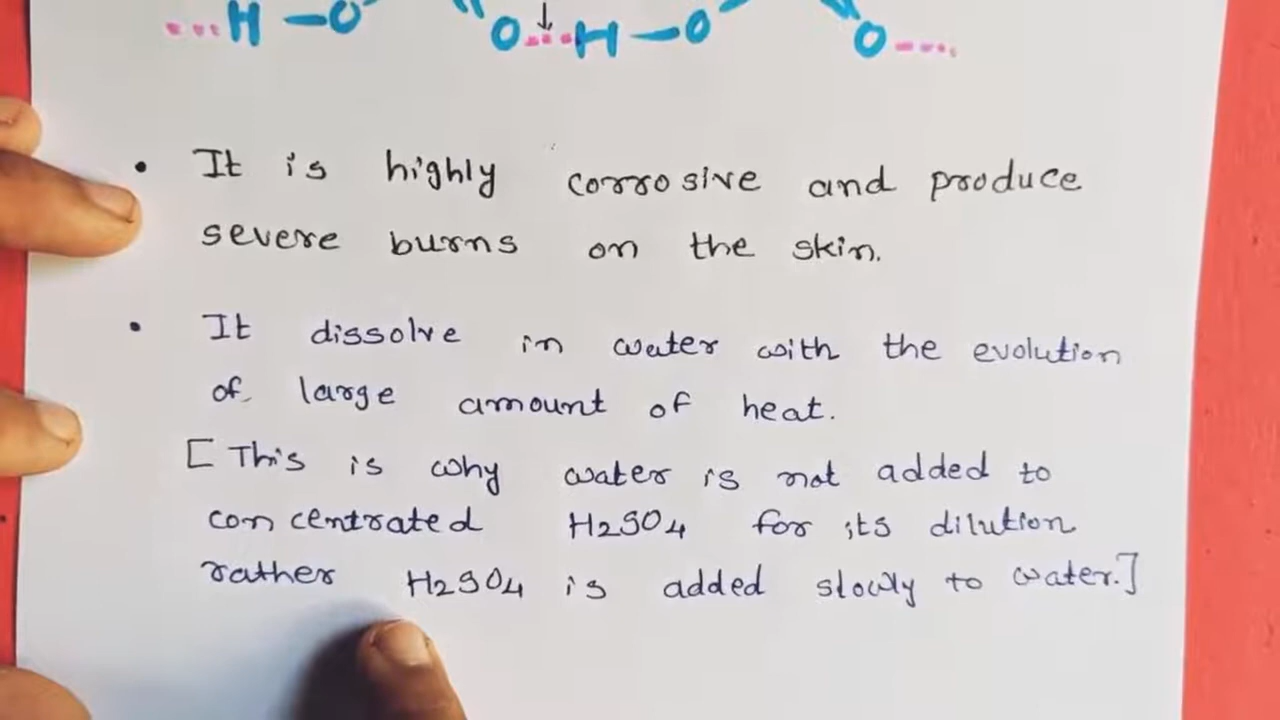 ...H-O O...H-O O....
• It is highly corrosive and produce
severe burns on the skin.
• It dissolve in water with the evolution
of large amount of heat.
[This is why water is not added to
concentrated H2SO4 for its dilution
rather H2SO4 is added slowly to water.]